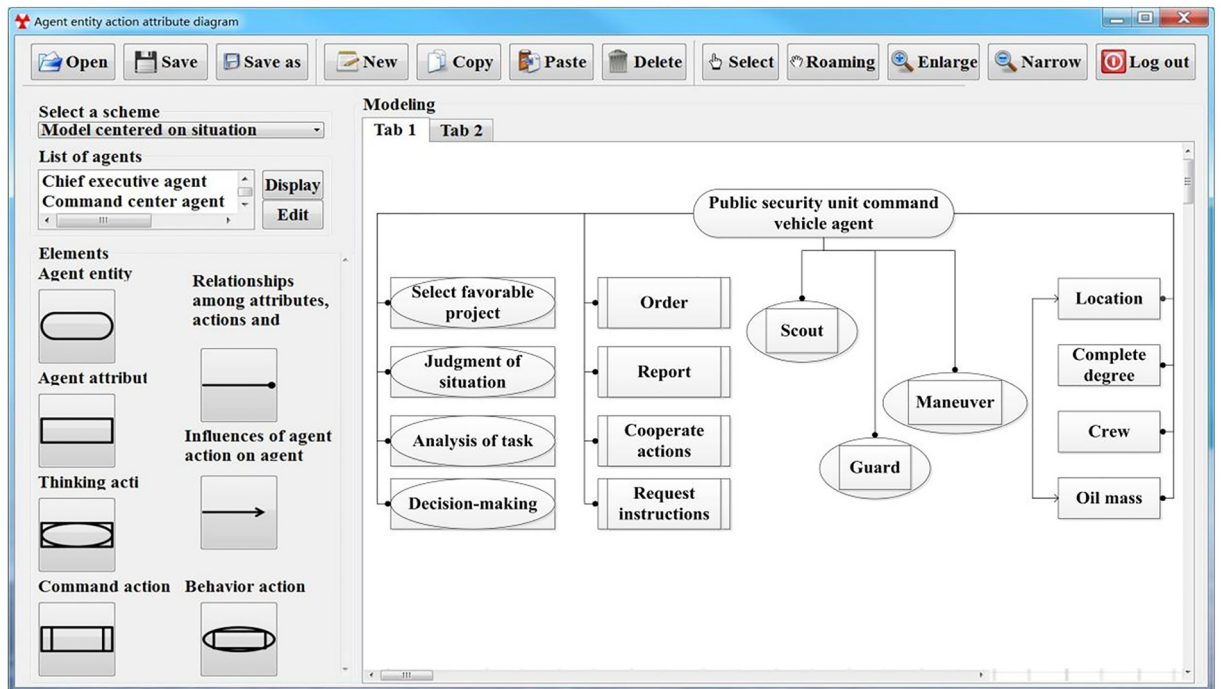 Agent entity action attribute diagram
Open
Save
Save as
New
Copy
Paste
Delete
Select
Roaming
Enlarge
Narrow
Log out
Select a scheme
Model centered on situation
List of agents
Chief executive agent
Command center agent
Display
Edit
Elements
Agent entity
Relationships
among attributes,
actions and
Agent attribut
Influences of agent
action on agent
Thinking acti
Command action
Behavior action
Modeling
Tab 1
Tab 2
Public security unit command
vehicle agent
Select favorable
project
Judgment of
situation
Analysis of task
Decision-making
Order
Report
Cooperate
actions
Request
instructions
Scout
Guard
Maneuver
Location
Complete
degree
Crew
Oil mass